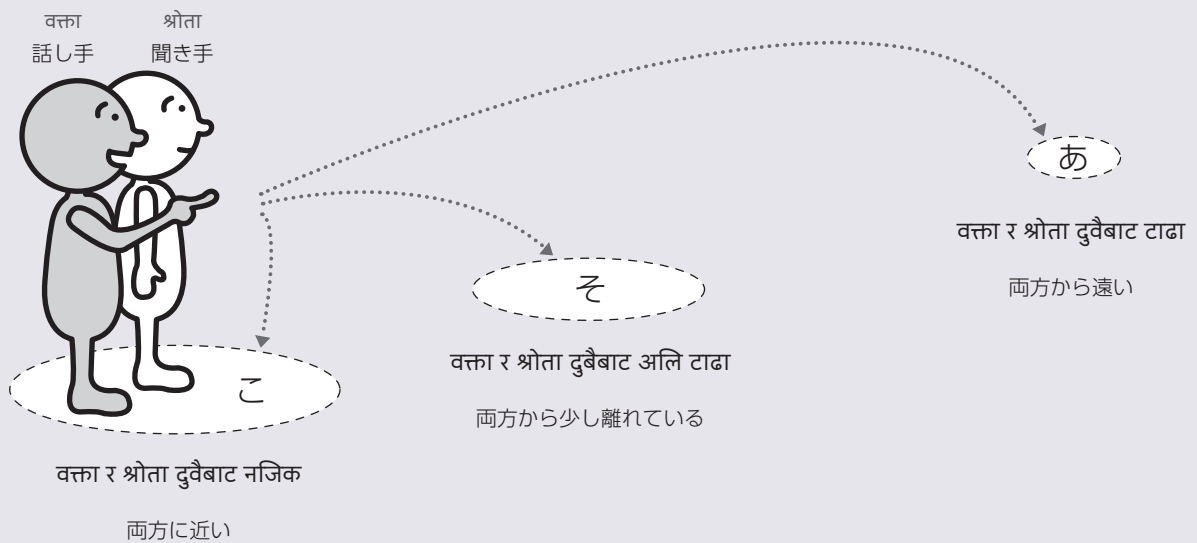 वक्ता
話し手
श्रोता
聞き手
あ
वक्ता र श्रोता दुवैबाट टाढा
両方から遠い
そ
वक्ता र श्रोता दुबैबाट अलि टाढा
両方から少し離れている
こ
वक्ता र श्रोता दुवैबाट नजिक
両方に近い